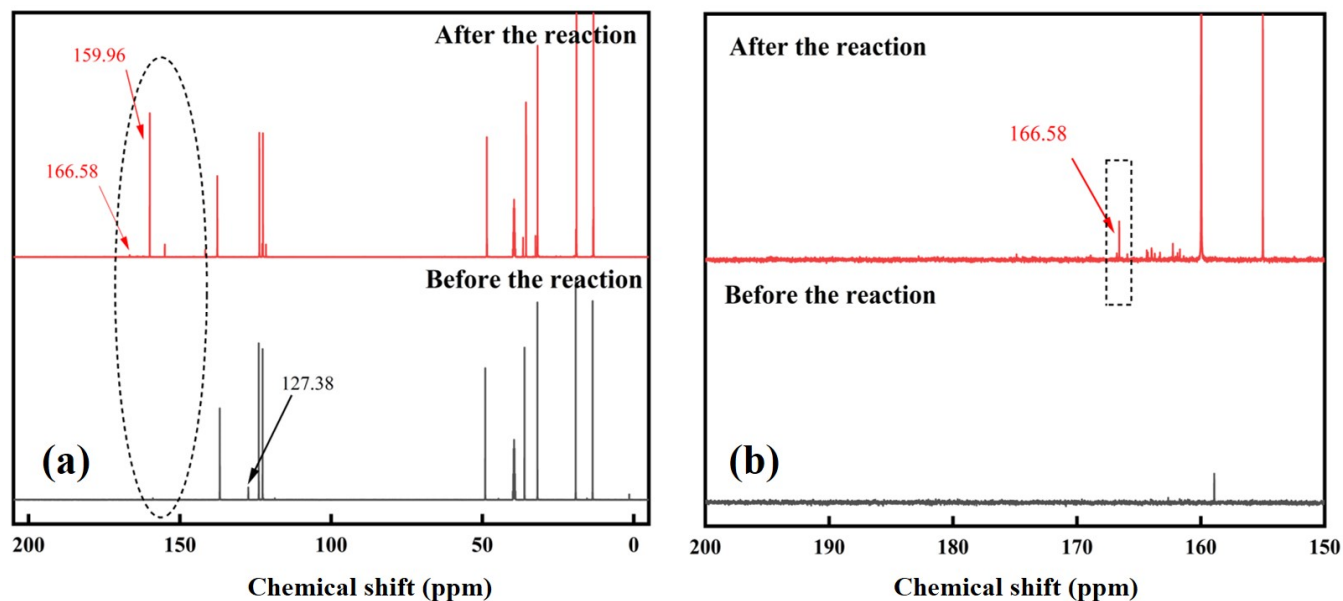 After the reaction
159.96
166.58
Before the reaction
127.38
(a)
200 150 100 50 0
Chemical shift (ppm)
After the reaction
166.58
Before the reaction
(b)
200 190 180 170 160 150
Chemical shift (ppm)